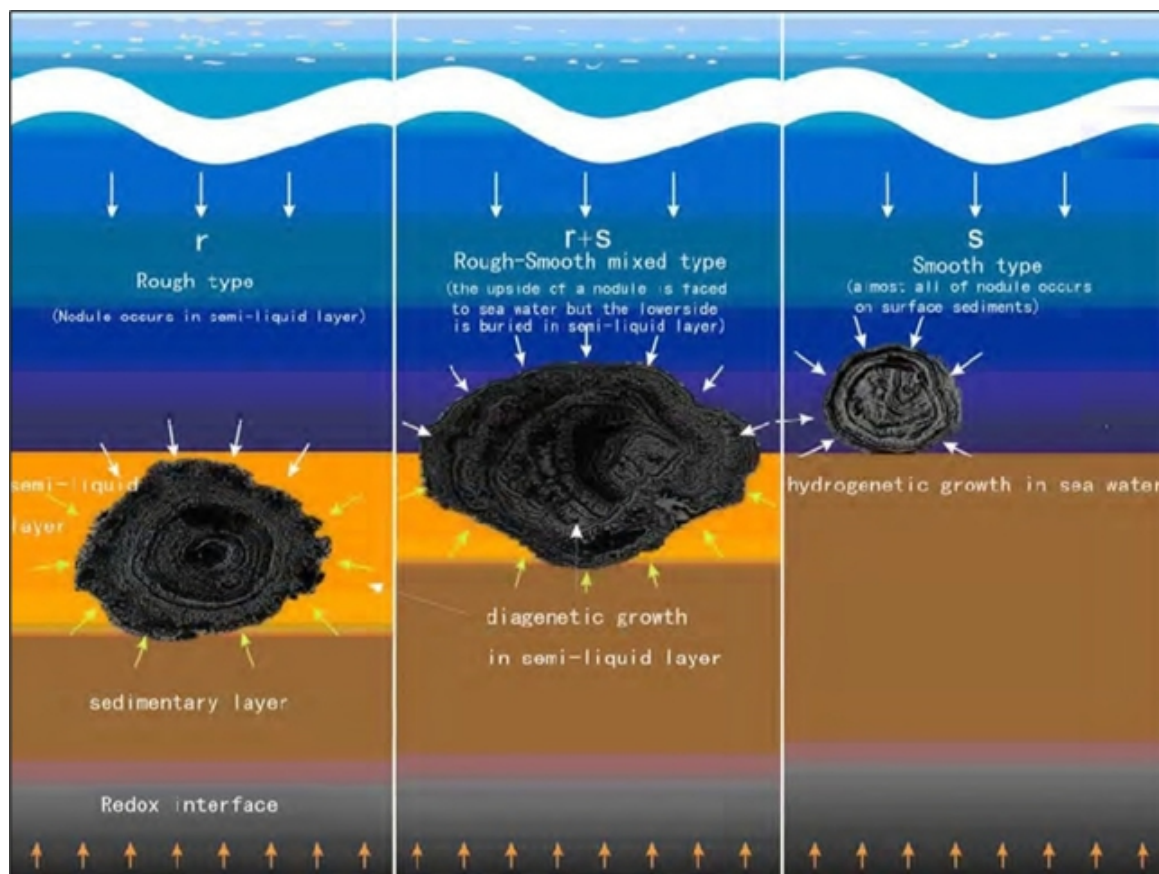 r
Rough type
(Nodule occurs in semi-liquid layer)
semi-liquid
layer
sedimentary layer
Redox interface
r+s
Rough-Smooth mixed type
(the upside of a nodule is faced
to sea water but the lowerside
is buried in semi-liquid layer)
diagenetic growth
in semi-liquid layer
s
Smooth type
(almost all of nodule occurs
on surface sediments)
hydrogenetic growth in sea water